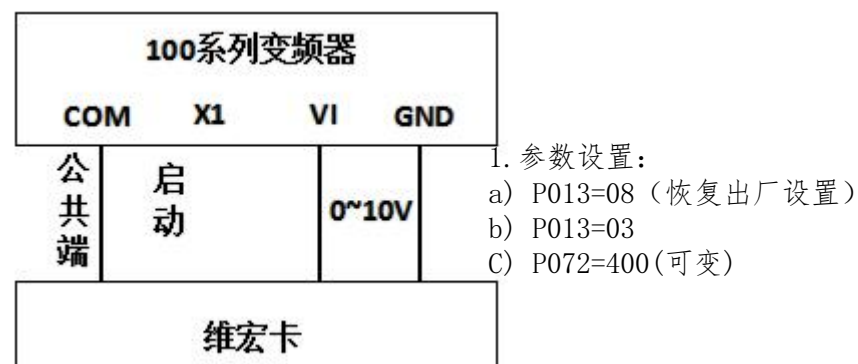 100系列变频器
COM X1 VI GND
公共端
启动
0~10V
维宏卡
1.参数设置：
a) P013=08（恢复出厂设置）
b) P013=03
C) P072=400(可变)